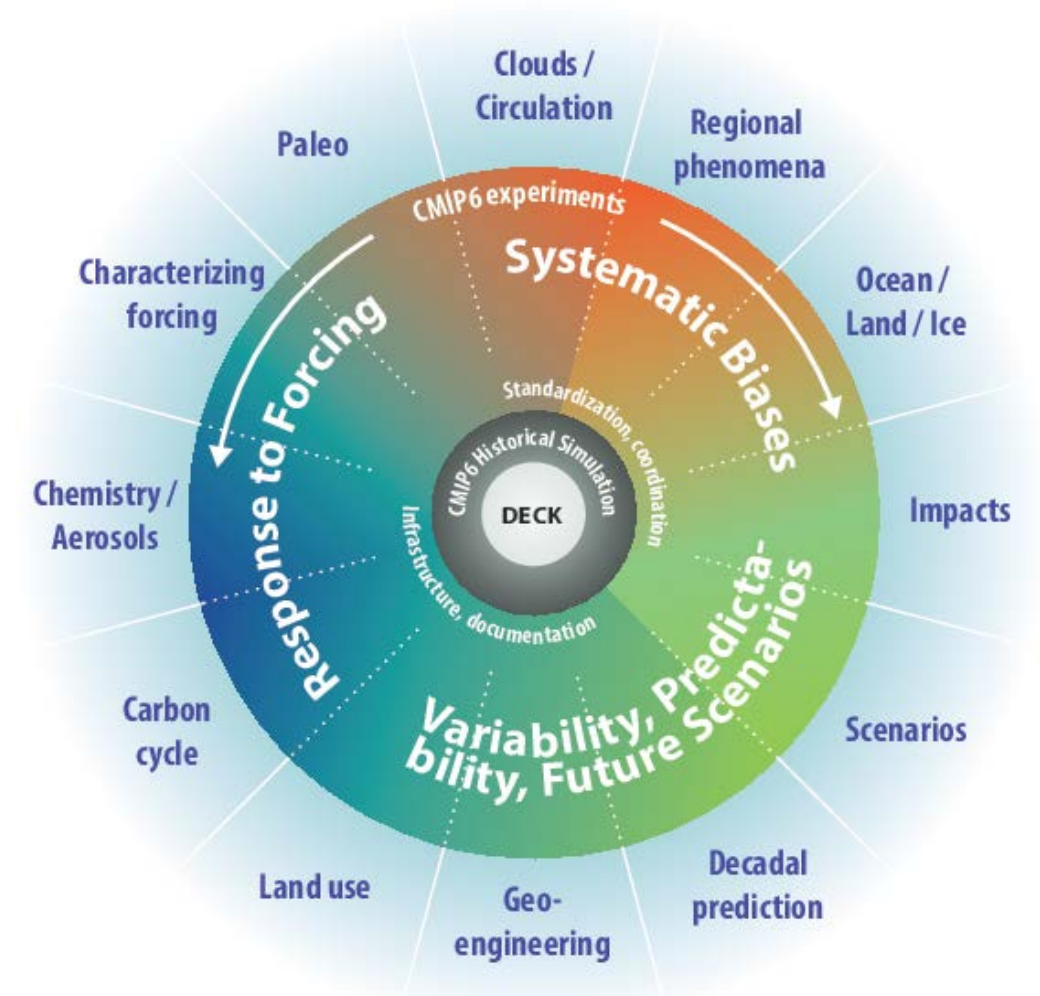 Clouds /
Circulation
Regional
phenomena
Ocean /
Land / Ice
Impacts
Scenarios
Decadal
prediction
Geo-
engineering
Land use
Carbon
cycle
Chemistry /
Aerosols
Characterizing
forcing
Paleo
CMIP6 experiments
Systematic Biases
Variability, Predicta-
bility, Future Scenarios
Response to Forcing
Standardization, coordination
Infrastructure, documentation
CMIP6 Historical Simulation
DECK